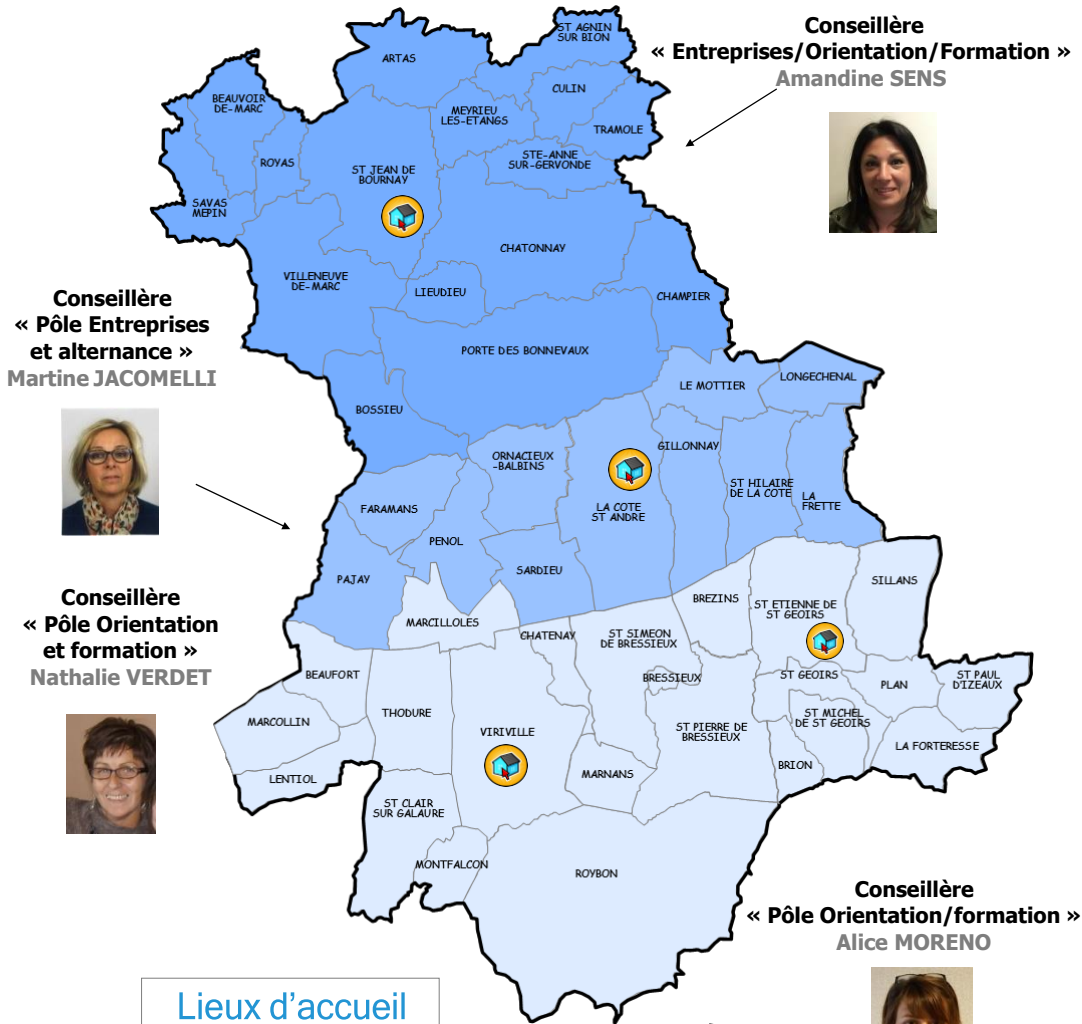 Conseillère
« Entreprises/Orientation/Formation »
Amandine SENS
ST AGNIN
SUR BION
ARTAS
CULIN
BEAUVOIR
DE-MARC
MEYRIEU
LES-ETANGS
TRAMOLE
ROYAS
STE-ANNE
SUR-GERVONDE
ST JEAN DE
BOURNAY
SAVAS
MEPIN
CHATONNAY
VILLENEUVE
DE-MARC
LIEUDIEU
CHAMPIER
Conseillère
« Pôle Entreprises
et alternance »
Martine JACOMELLI
PORTE DES BONNEVAUX
LE MOTTIER
LONGECHENAL
BOSSIEU
ORNACIEUX
-BALBINS
GILLONNAY
ST HILAIRE
DE LA COTE
LA
FRETTE
FARAMANS
LA COTE
ST ANDRE
PENOL
PAJAY
SARDIEU
SILLANS
BREZINS
ST ETIENNE DE
ST GEOIRS
Conseillère
« Pôle Orientation
et formation »
Nathalie VERDET
MARCILLOLES
CHATENAY
ST SIMEON
DE BRESSIEUX
BEAUFORT
BRESSIEUX
ST GEOIRS
PLAN
ST PAUL
D'IZEAUX
MARCOLLIN
THODURE
VIRIVILLE
ST PIERRE DE
BRESSIEUX
ST MICHEL
DE ST GEOIRS
LA FORTERESSE
LENTIOL
MARNANS
BRION
ST CLAIR
SUR GALAURE
MONTFALCON
ROYBON
Conseillère
« Pôle Orientation/formation »
Alice MORENO
Lieux d'accueil